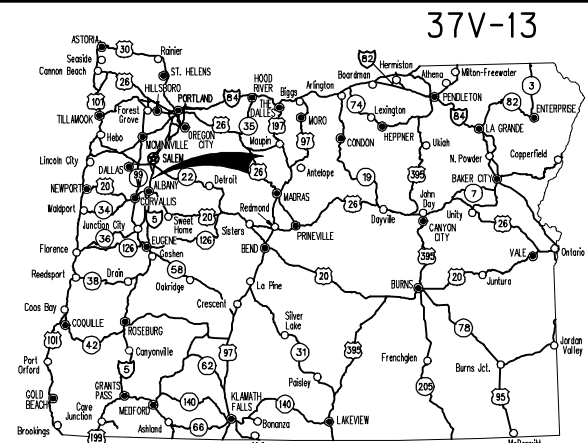 37V-13
ASTORIA
30
Rainier
Seaside
Cannon Beach
26
ST. HELENS
HILLSBORO
PORTLAND
84
HOOD
RIVER
THE
DALLES
Biggs
Arlington
Boardman
82
Hermiston
Athena
Milton-Freewater
3
101
Forest
Grove
TILLAMOOK
OREGON
CITY
26
35
197
MORO
74
Lexington
PENDLETON
82
ENTERPRISE
84
LA GRANDE
Hebo
MCMINNVILLE
Maupin
97
CONDON
HEPPNER
Ukiah
Lincoln City
SALEM
DALLAS
99
22
Detroit
26
Antelope
19
395
N. Powder
Copperfield
BAKER CITY
NEWPORT
20
ALBANY
CORVALLIS
MADRAS
7
Waldport
34
Sweet
Home
20
Redmond
26
Dayville
John
Day
Unity
26
Junction City
36
126
126
Sisters
PRINEVILLE
CANYON
CITY
Florence
EUGENE
Goshen
BEND
395
VALE
Ontario
Reedsport
38
Drain
58
Oakridge
La Pine
20
BURNS
20
Juntura
Coos Bay
Crescent
COQUILLE
ROSEBURG
Silver
Lake
78
101
42
Canyonville
97
31
395
Frenchglen
Burns Jct.
Jordan
Valley
Port
Orford
62
Paisley
5
GOLD
BEACH
GRANTS
PASS
140
KLAMATH
FALLS
140
205
95
Cave
Junction
MEDFORD
Bonanza
LAKEVIEW
Brookings
199
Ashland
66